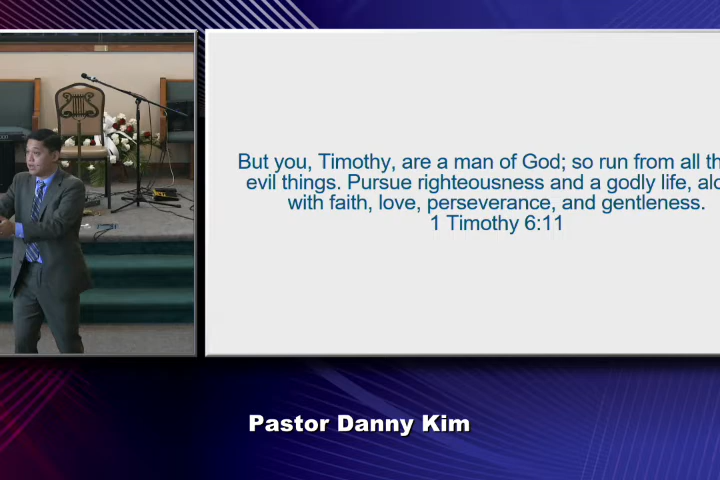 But you, Timothy, are a man of God; so run from all
evil things. Pursue righteousness and a godly life,
with faith, love, perseverance, and gentleness.
1 Timothy 6:11
Pastor Danny Kim